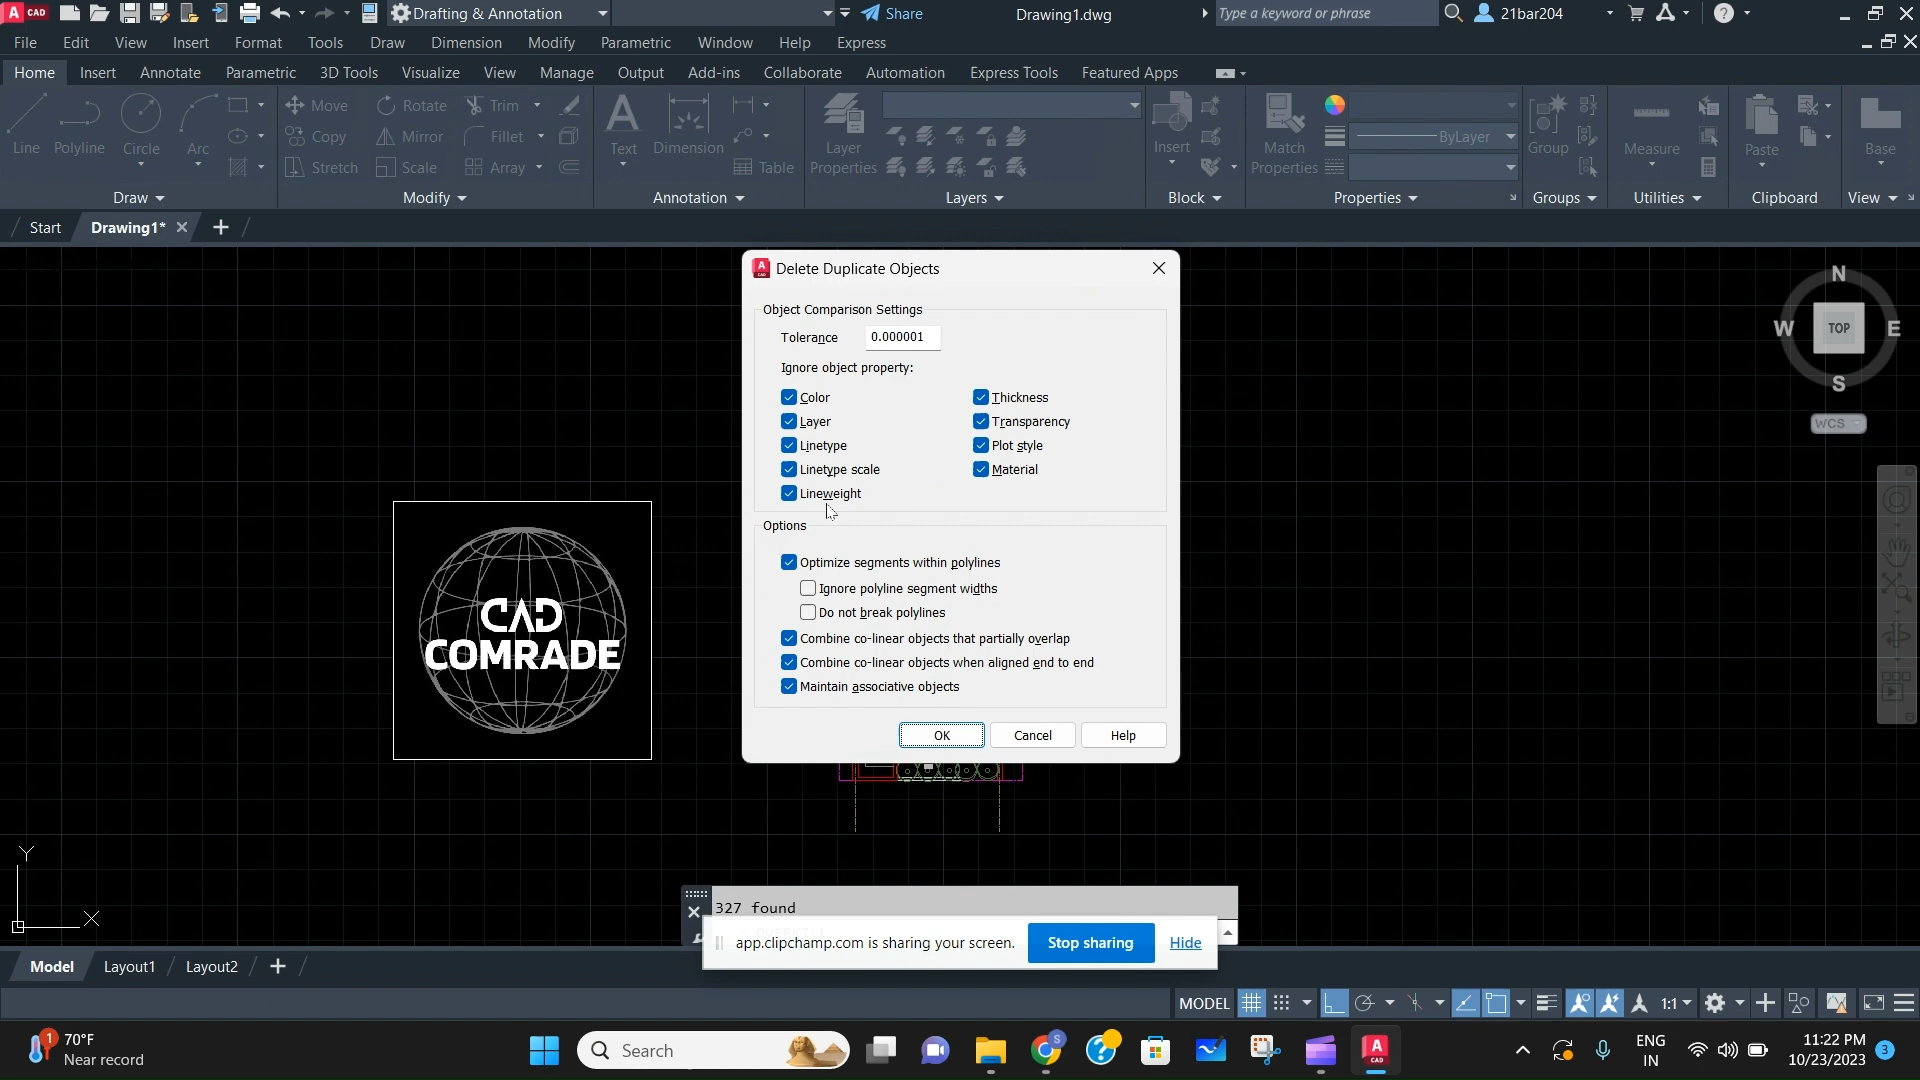 CAD
Drafting & Annotation
Share
Drawing1.dwg
Type a keyword or phrase
21bar204
File Edit View Insert Format Tools Draw Dimension Modify Parametric Window Help Express
Home Insert Annotate Parametric 3D Tools Visualize View Manage Output Add-ins Collaborate Automation Express Tools Featured Apps
Line Polyline Circle Arc
Move Rotate Trim
Copy Mirror Fillet
Stretch Scale Array
Text Dimension Table
Layer Properties
Insert
Match Properties
ByLayer
Group
Measure
Paste
Base
Draw Modify Annotation Layers Block Properties Groups Utilities Clipboard View
Start Drawing1*
Delete Duplicate Objects
Object Comparison Settings
Tolerance 0.000001
Ignore object property:
Color Thickness
Layer Transparency
Linetype Plot style
Linetype scale Material
Lineweight
Options
Optimize segments within polylines
Ignore polyline segment widths
Do not break polylines
Combine co-linear objects that partially overlap
Combine co-linear objects when aligned end to end
Maintain associative objects
OK Cancel Help
N
W TOP E
S
WCS
CAD
COMRADE
Y
X
327 found
app.clipchamp.com is sharing your screen. Stop sharing Hide
Model Layout1 Layout2
MODEL 1:1
1
70°F
Near record
Search
S
ENG
IN
11:22 PM
10/23/2023
3